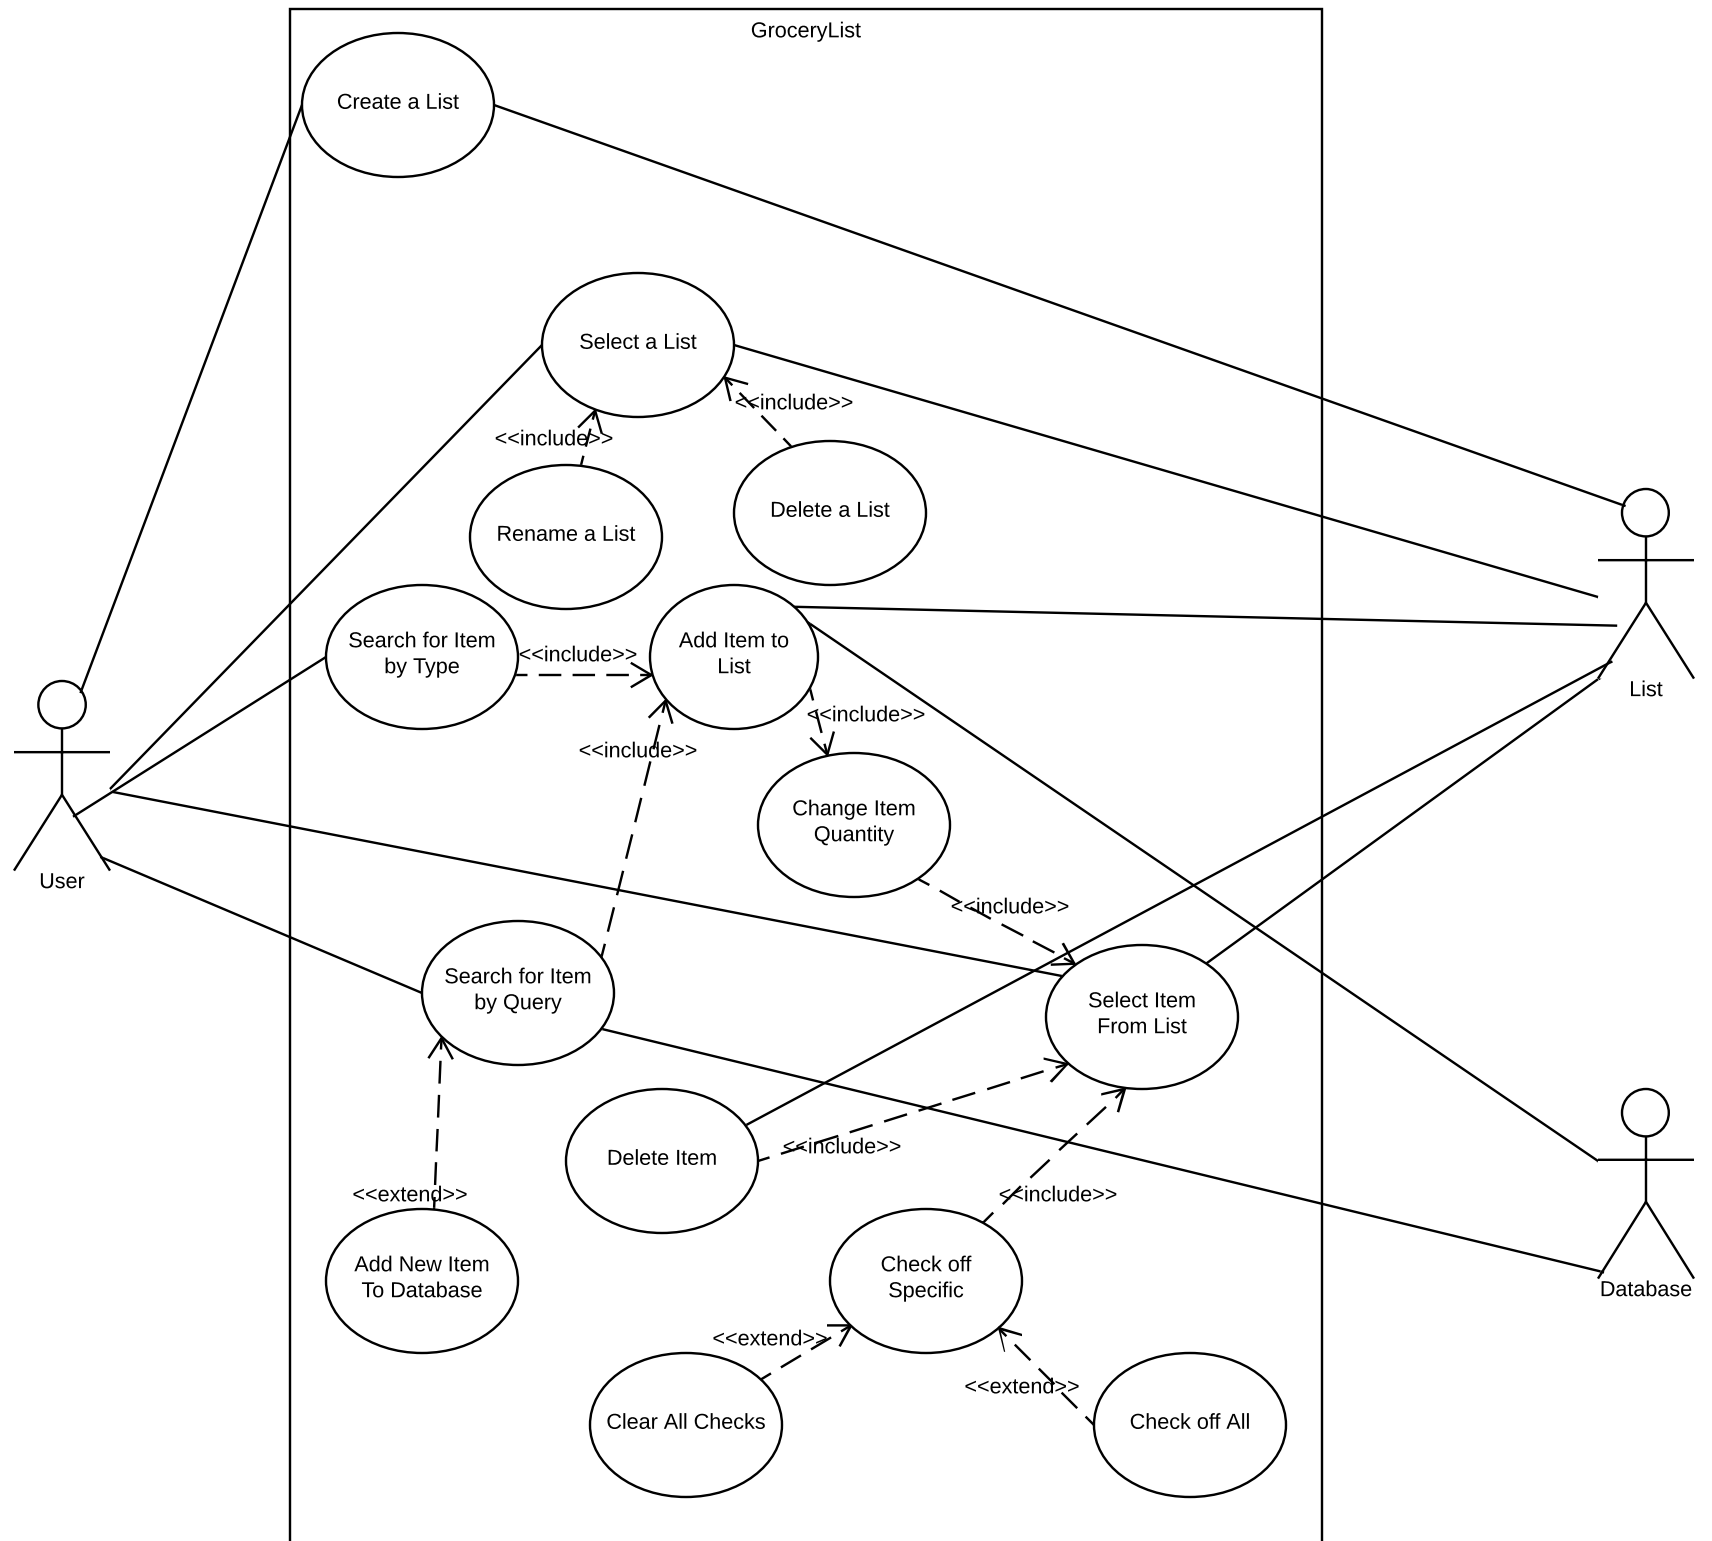 GroceryList
Create a List
Select a List
<<include>>
<<include>>
Rename a List
Delete a List
Search for Item
by Type
<<include>>
Add Item to
List
List
<<include>>
<<include>>
Change Item
Quantity
User
<<include>>
Search for Item
by Query
Select Item
From List
Delete Item
<<include>>
<<extend>>
<<include>>
Add New Item
To Database
Check off
Specific
Database
<<extend>>
<<extend>>
Clear All Checks
Check off All